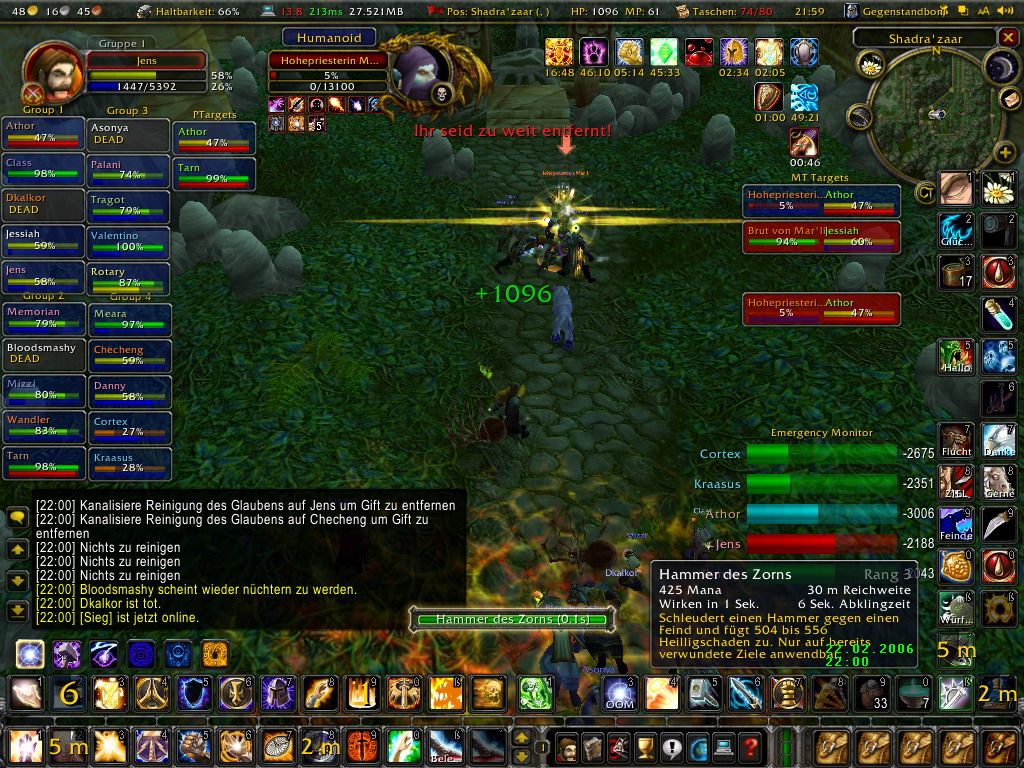 48 16 45 Haltbarkeit: 66% 13.8 213ms 27.521MB Pos: Shadra'zaar (, ) HP: 1096 MP: 61 Taschen: 74/80 21:59
Gruppe 1
Humanoid
Shadra'zaar
Jens
58%
1447/5392
26%
Hohepriesterin M...
5%
0/13100
16:48 46:10 05:14 45:33 02:34 02:05
01:00 49:21
00:46
N
Group 1
Group 3
PTargets
Athor
47%
Asonya
DEAD
Athor
47%
Class
98%
Palani
74%
Tarn
99%
Dkalkor
DEAD
Tragot
79%
Jessiah
59%
Valentino
100%
Jens
58%
Rotary
87%
Group 2
Group 4
Memorian
79%
Meara
97%
Bloodsmashy
DEAD
Checheng
59%
Mizzi
80%
Danny
58%
Wandler
83%
Cortex
27%
Tarn
98%
Kraasus
28%
Ihr seid zu weit entfernt!
+1096
MT Targets
Hohepriesteri...
5%
Athor
47%
Brut von Mar'li
94%
Jessiah
60%
Hohepriesteri...
5%
Athor
47%
Emergency Monitor
Cortex -2675
Kraasus -2351
Athor -3006
Jens -2188
Glüc...
17
Hallo
Flucht
Danke
ZIEL
Gerne
Feinde
Würf...
5 m
[22:00] Kanalisiere Reinigung des Glaubens auf Jens um Gift zu entfernen
[22:00] Kanalisiere Reinigung des Glaubens auf Checheng um Gift zu
entfernen
[22:00] Nichts zu reinigen
[22:00] Nichts zu reinigen
[22:00] Nichts zu reinigen
[22:00] Bloodsmashy scheint wieder nüchtern zu werden.
[22:00] Dkalkor ist tot.
[22:00] [Sieg] ist jetzt online.
Dkalkor
Hammer des Zorns (0.1s)
Hammer des Zorns Rang 3
425 Mana 30 m Reichweite
Wirken in 1 Sek. 6 Sek. Abklingzeit
Schleudert einen Hammer gegen einen
Feind und fügt 504 bis 556
Heiligschaden zu. Nur auf bereits
verwundete Ziele anwendbar.
.02.2006
22:00
Asonya
6
1
OOM
33
7
2 m
5 m
2 m
Bele...
1